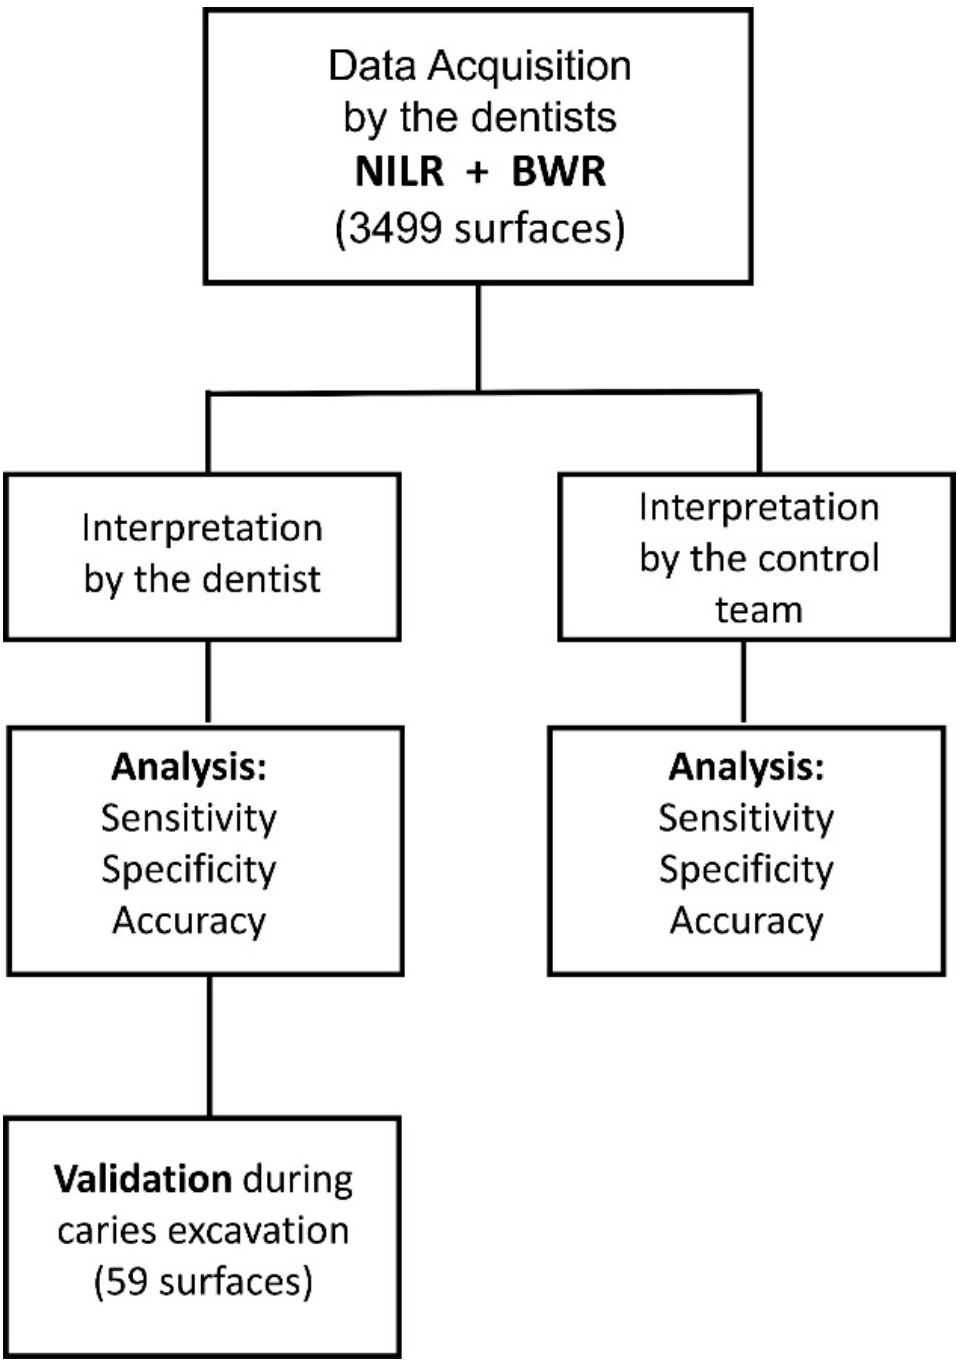 Data Acquisition
by the dentists
NILR + BWR
(3499 surfaces)
Interpretation
by the dentist
Interpretation
by the control
team
Analysis:
Sensitivity
Specificity
Accuracy
Analysis:
Sensitivity
Specificity
Accuracy
Validation during
caries excavation
(59 surfaces)